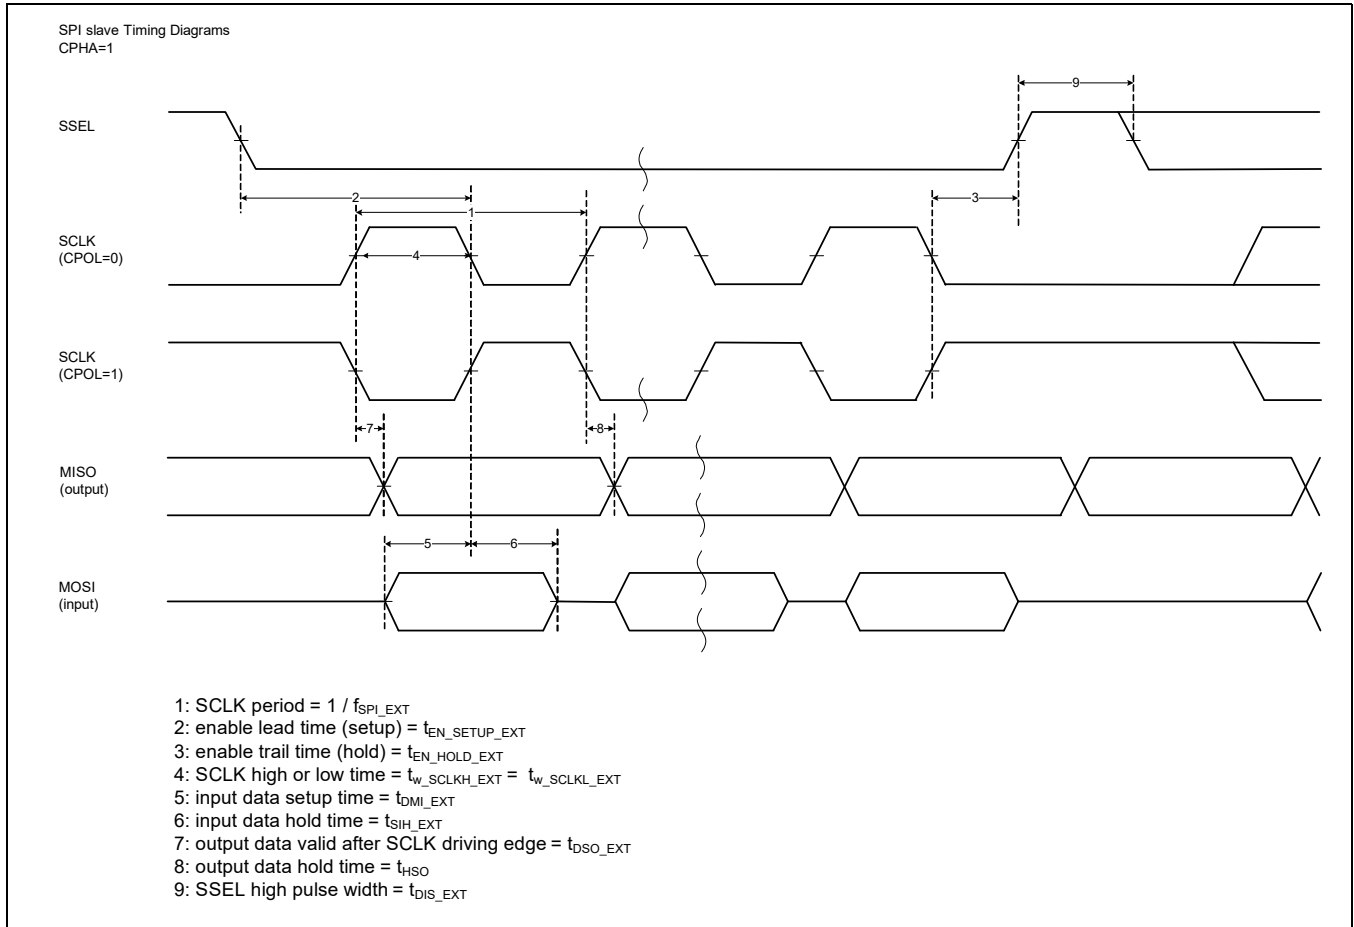 SPI slave Timing Diagrams
CPHA=1
9
SSEL
2
1
3
SCLK
(CPOL=0)
4
SCLK
(CPOL=1)
7
8
MISO
(output)
5
6
MOSI
(input)
1: SCLK period = 1 / fSPI_EXT
2: enable lead time (setup) = tEN_SETUP_EXT
3: enable trail time (hold) = tEN_HOLD_EXT
4: SCLK high or low time = tw_SCLKH_EXT = tw_SCLKL_EXT
5: input data setup time = tDMI_EXT
6: input data hold time = tSIH_EXT
7: output data valid after SCLK driving edge = tDSO_EXT
8: output data hold time = tHSO
9: SSEL high pulse width = tDIS_EXT